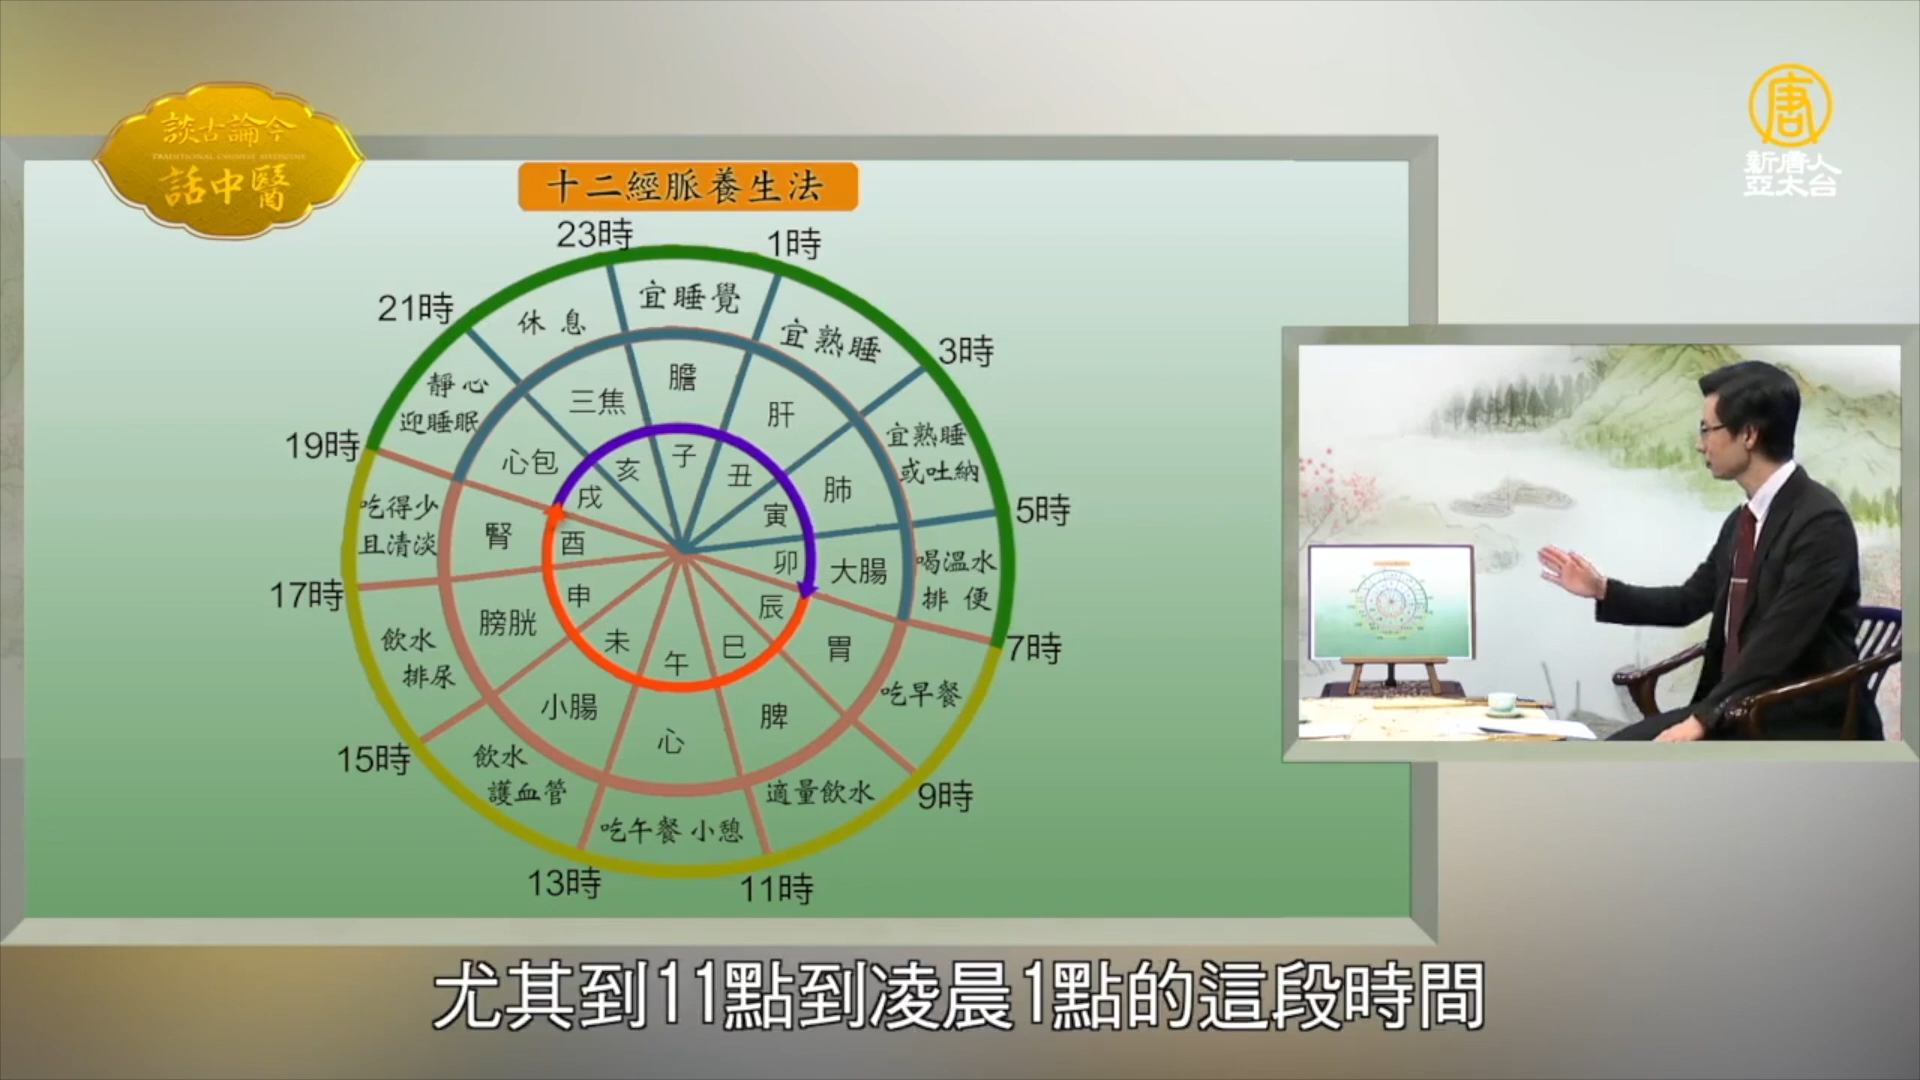 談古論今
TRADITIONAL CHINESE MEDICINE
話中醫
唐
新唐人
亞太台
十二經脈養生法
23時
1時
21時
3時
19時
5時
17時
7時
15時
9時
13時
11時
休息
宜睡覺
宜熟睡
靜心
迎睡眠
宜熟睡
或吐納
吃得少
且清淡
喝溫水
排便
飲水
排尿
吃早餐
飲水
護血管
適量飲水
吃午餐 小憩
三焦
膽
肝
心包
肺
腎
大腸
膀胱
胃
小腸
脾
心
亥
子
丑
戌
寅
酉
卯
申
辰
未
午
巳
尤其到11點到凌晨1點的這段時間